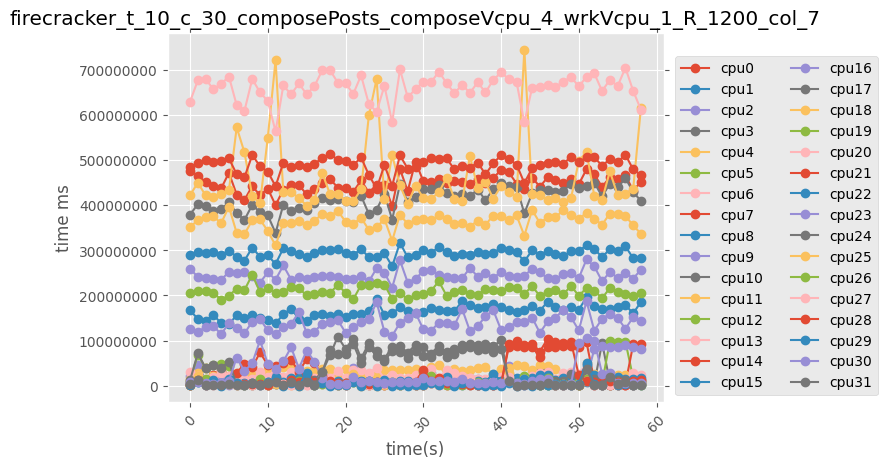 firecracker_t_10_c_30_composePosts_composeVcpu_4_wrkVcpu_1_R_1200_col_7
time ms
700000000
600000000
500000000
400000000
300000000
200000000
100000000
0
0
10
20
30
40
50
60
time(s)
cpu0
cpu1
cpu2
cpu3
cpu4
cpu5
cpu6
cpu7
cpu8
cpu9
cpu10
cpu11
cpu12
cpu13
cpu14
cpu15
cpu16
cpu17
cpu18
cpu19
cpu20
cpu21
cpu22
cpu23
cpu24
cpu25
cpu26
cpu27
cpu28
cpu29
cpu30
cpu31